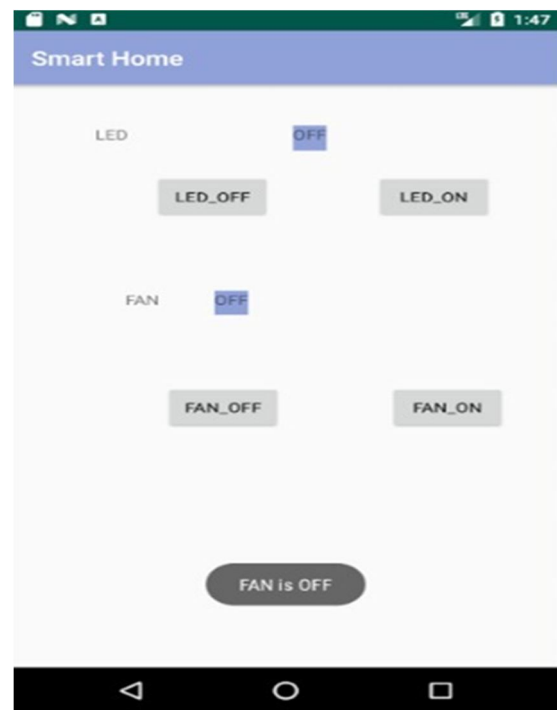 1:47
Smart Home
LED OFF
LED_OFF LED_ON
FAN OFF
FAN_OFF FAN_ON
FAN is OFF